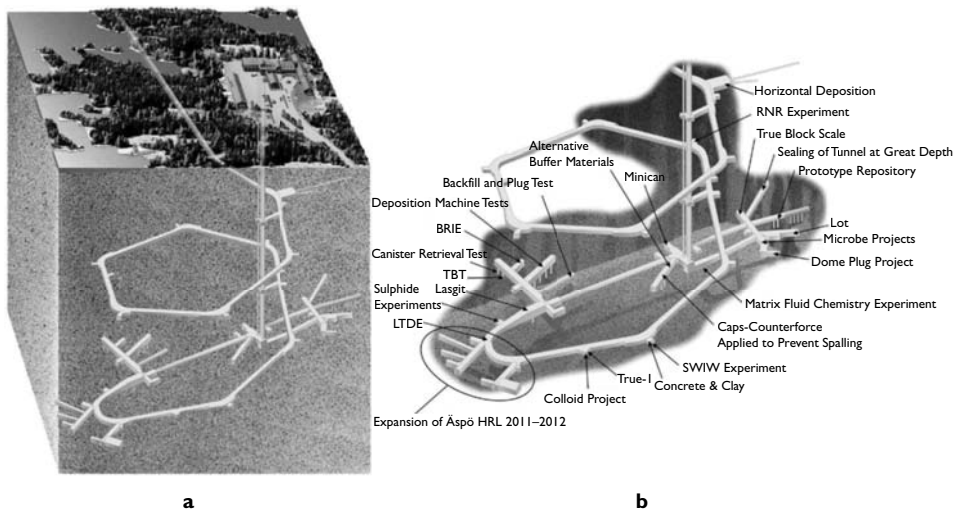 Horizontal Deposition
RNR Experiment
True Block Scale
Sealing of Tunnel at Great Depth
Prototype Repository
Alternative
Buffer Materials
Minican
Backfill and Plug Test
Deposition Machine Tests
BRIE
Canister Retrieval Test
TBT
Sulphide
Experiments
Lasgit
LTDE
Lot
Microbe Projects
Dome Plug Project
Matrix Fluid Chemistry Experiment
Caps-Counterforce
Applied to Prevent Spalling
SWIW Experiment
Concrete & Clay
True-1
Colloid Project
Expansion of Äspö HRL 2011–2012
a
b